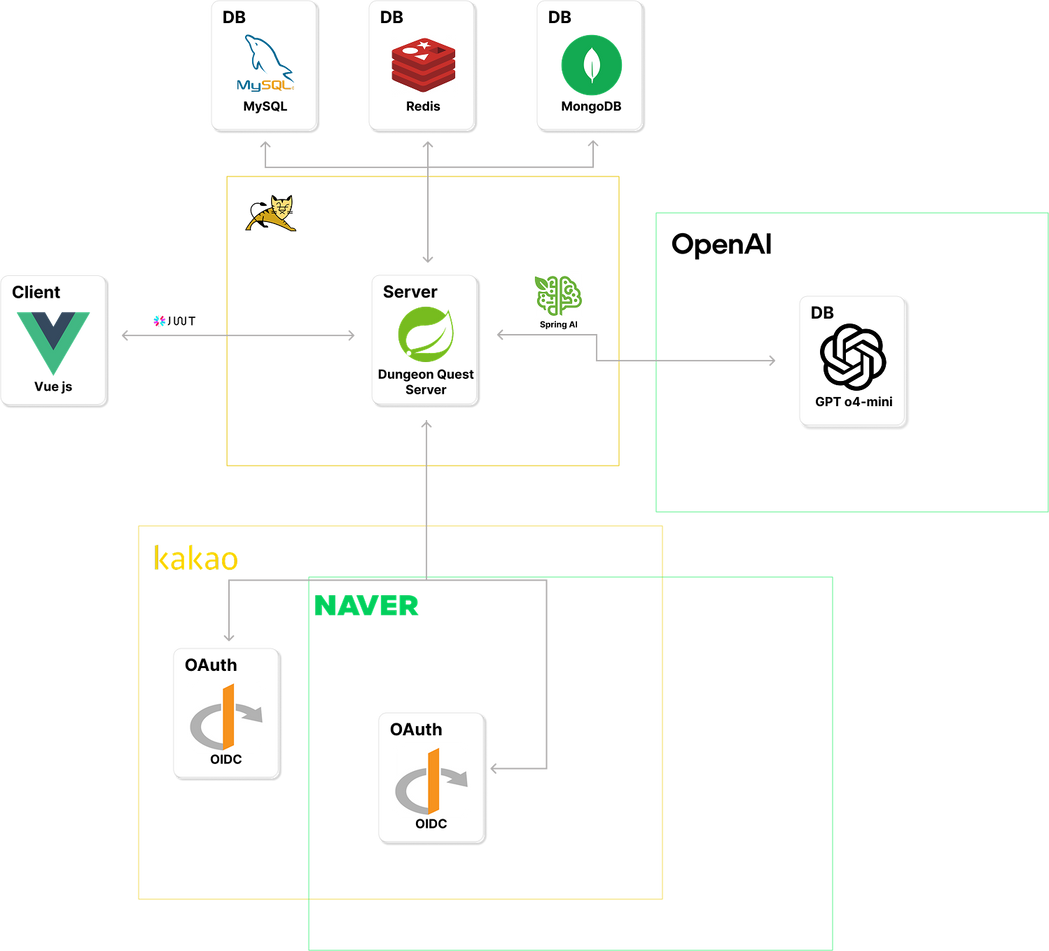 DB
MySQL
MySQL
DB
Redis
DB
MongoDB
Client
Vue js
JWT
Server
Dungeon Quest
Server
Spring AI
OpenAI
DB
GPT o4-mini
kakao
NAVER
OAuth
OIDC
OAuth
OIDC